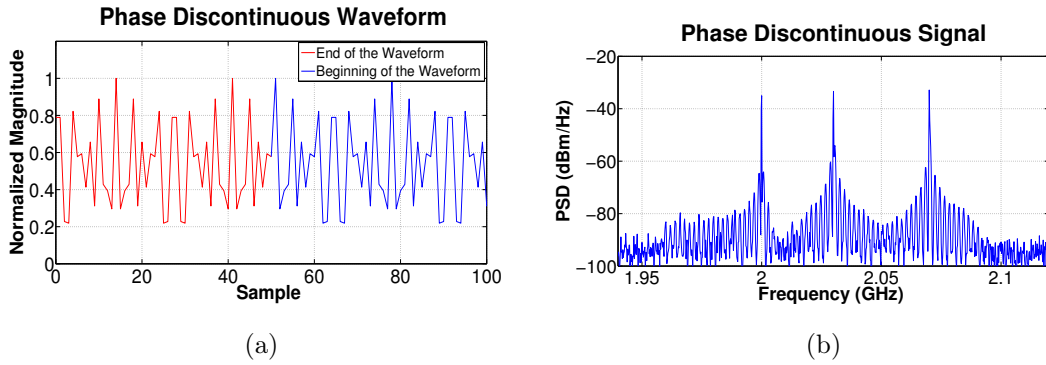 Phase Discontinuous Waveform
End of the Waveform
Beginning of the Waveform
Normalized Magnitude
1
0.8
0.6
0.4
0.2
0
0 20 40 60 80 100
Sample
(a)
Phase Discontinuous Signal
PSD (dBm/Hz)
−20
−40
−60
−80
−100
1.95 2 2.05 2.1
Frequency (GHz)
(b)